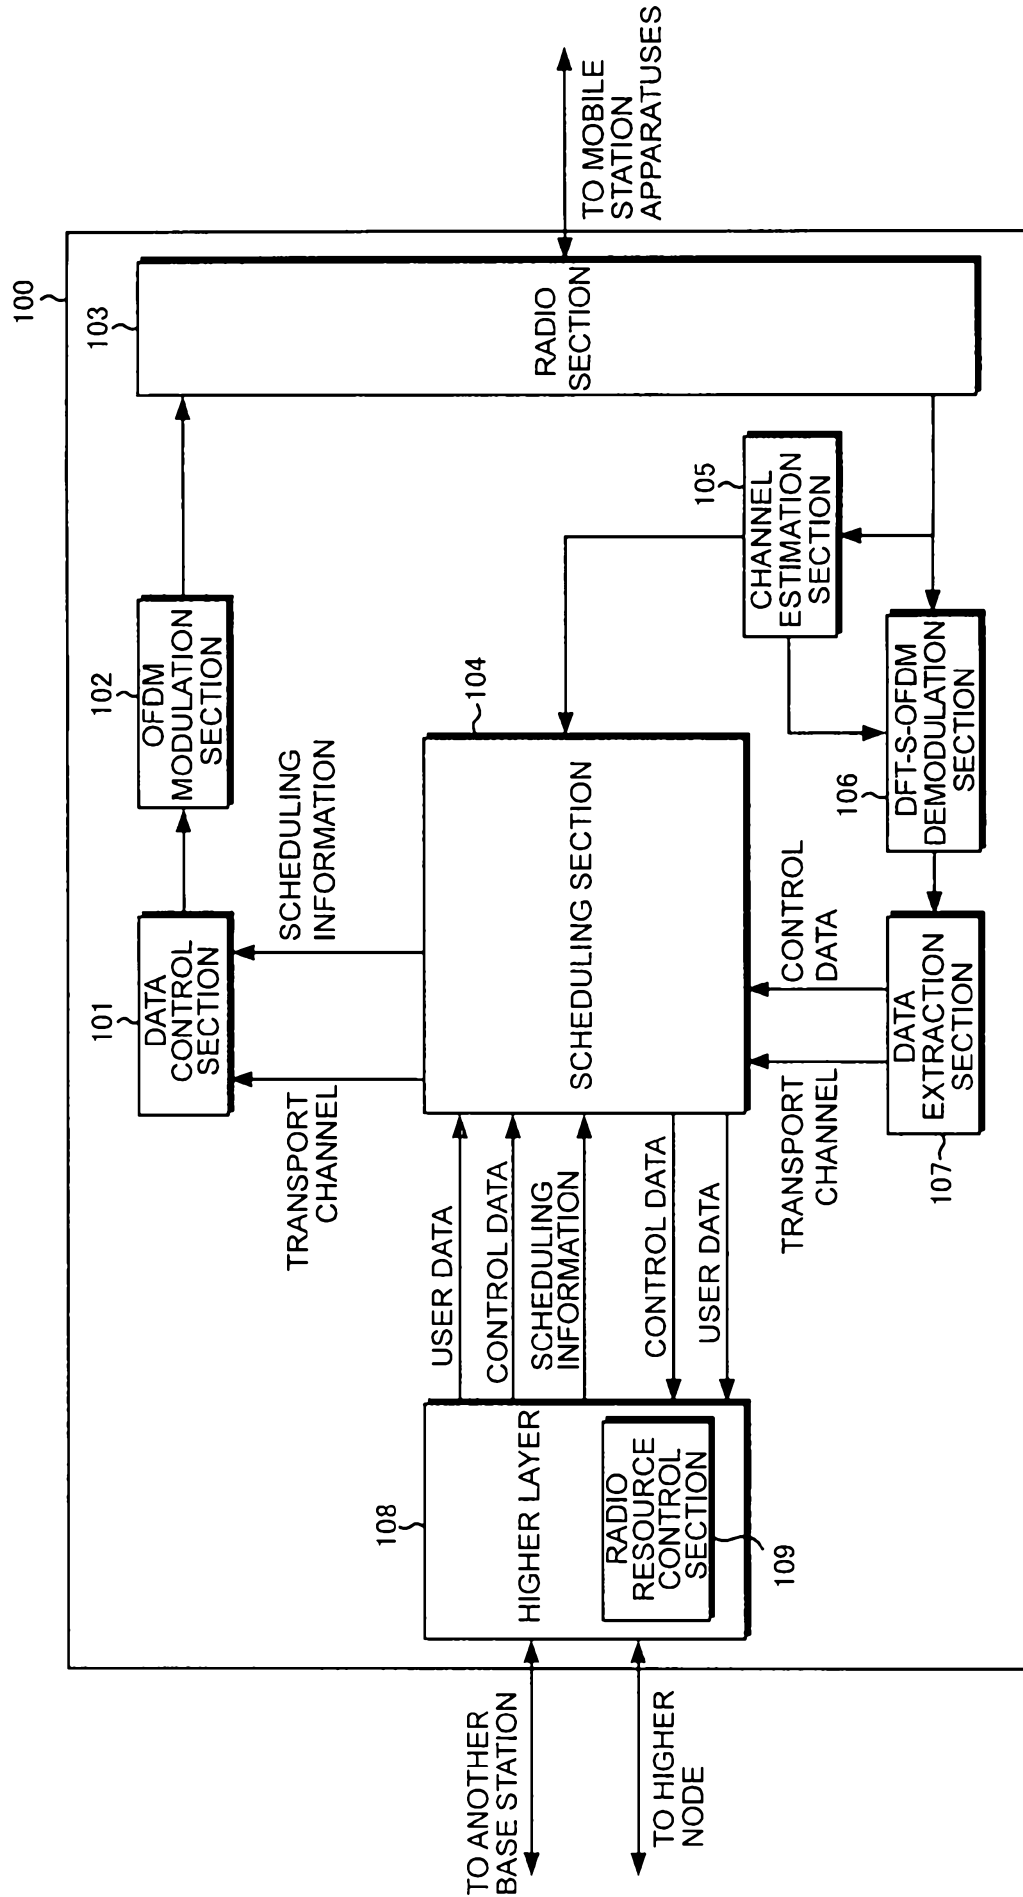 100
103
RADIO
SECTION
TO MOBILE
STATION
APPARATUSES
102
OFDM
MODULATION
SECTION
105
CHANNEL
ESTIMATION
SECTION
106
DFT-S-OFDM
DEMODULATION
SECTION
101
DATA
CONTROL
SECTION
SCHEDULING
INFORMATION
TRANSPORT
CHANNEL
104
SCHEDULING SECTION
CONTROL
DATA
TRANSPORT
CHANNEL
DATA
EXTRACTION
SECTION
107
USER DATA
CONTROL DATA
SCHEDULING
INFORMATION
CONTROL DATA
USER DATA
108
HIGHER LAYER
RADIO
RESOURCE
CONTROL
SECTION
109
TO ANOTHER
BASE STATION
TO HIGHER
NODE